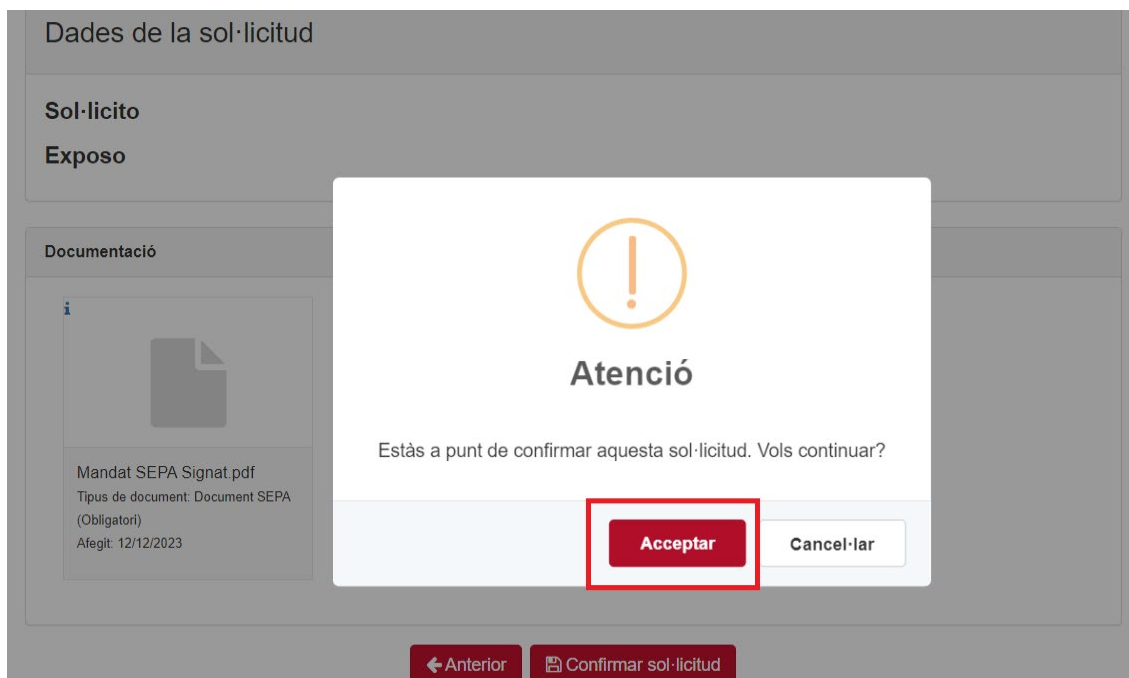 Dades de la sol·licitud
Sol·licito
Exposo
Documentació
i
Mandat SEPA Signat.pdf
Tipus de document: Document SEPA
(Obligatori)
Afegit: 12/12/2023
Atenció
Estàs a punt de confirmar aquesta sol·licitud. Vols continuar?
Acceptar
Cancel·lar
Anterior
Confirmar sol·licitud